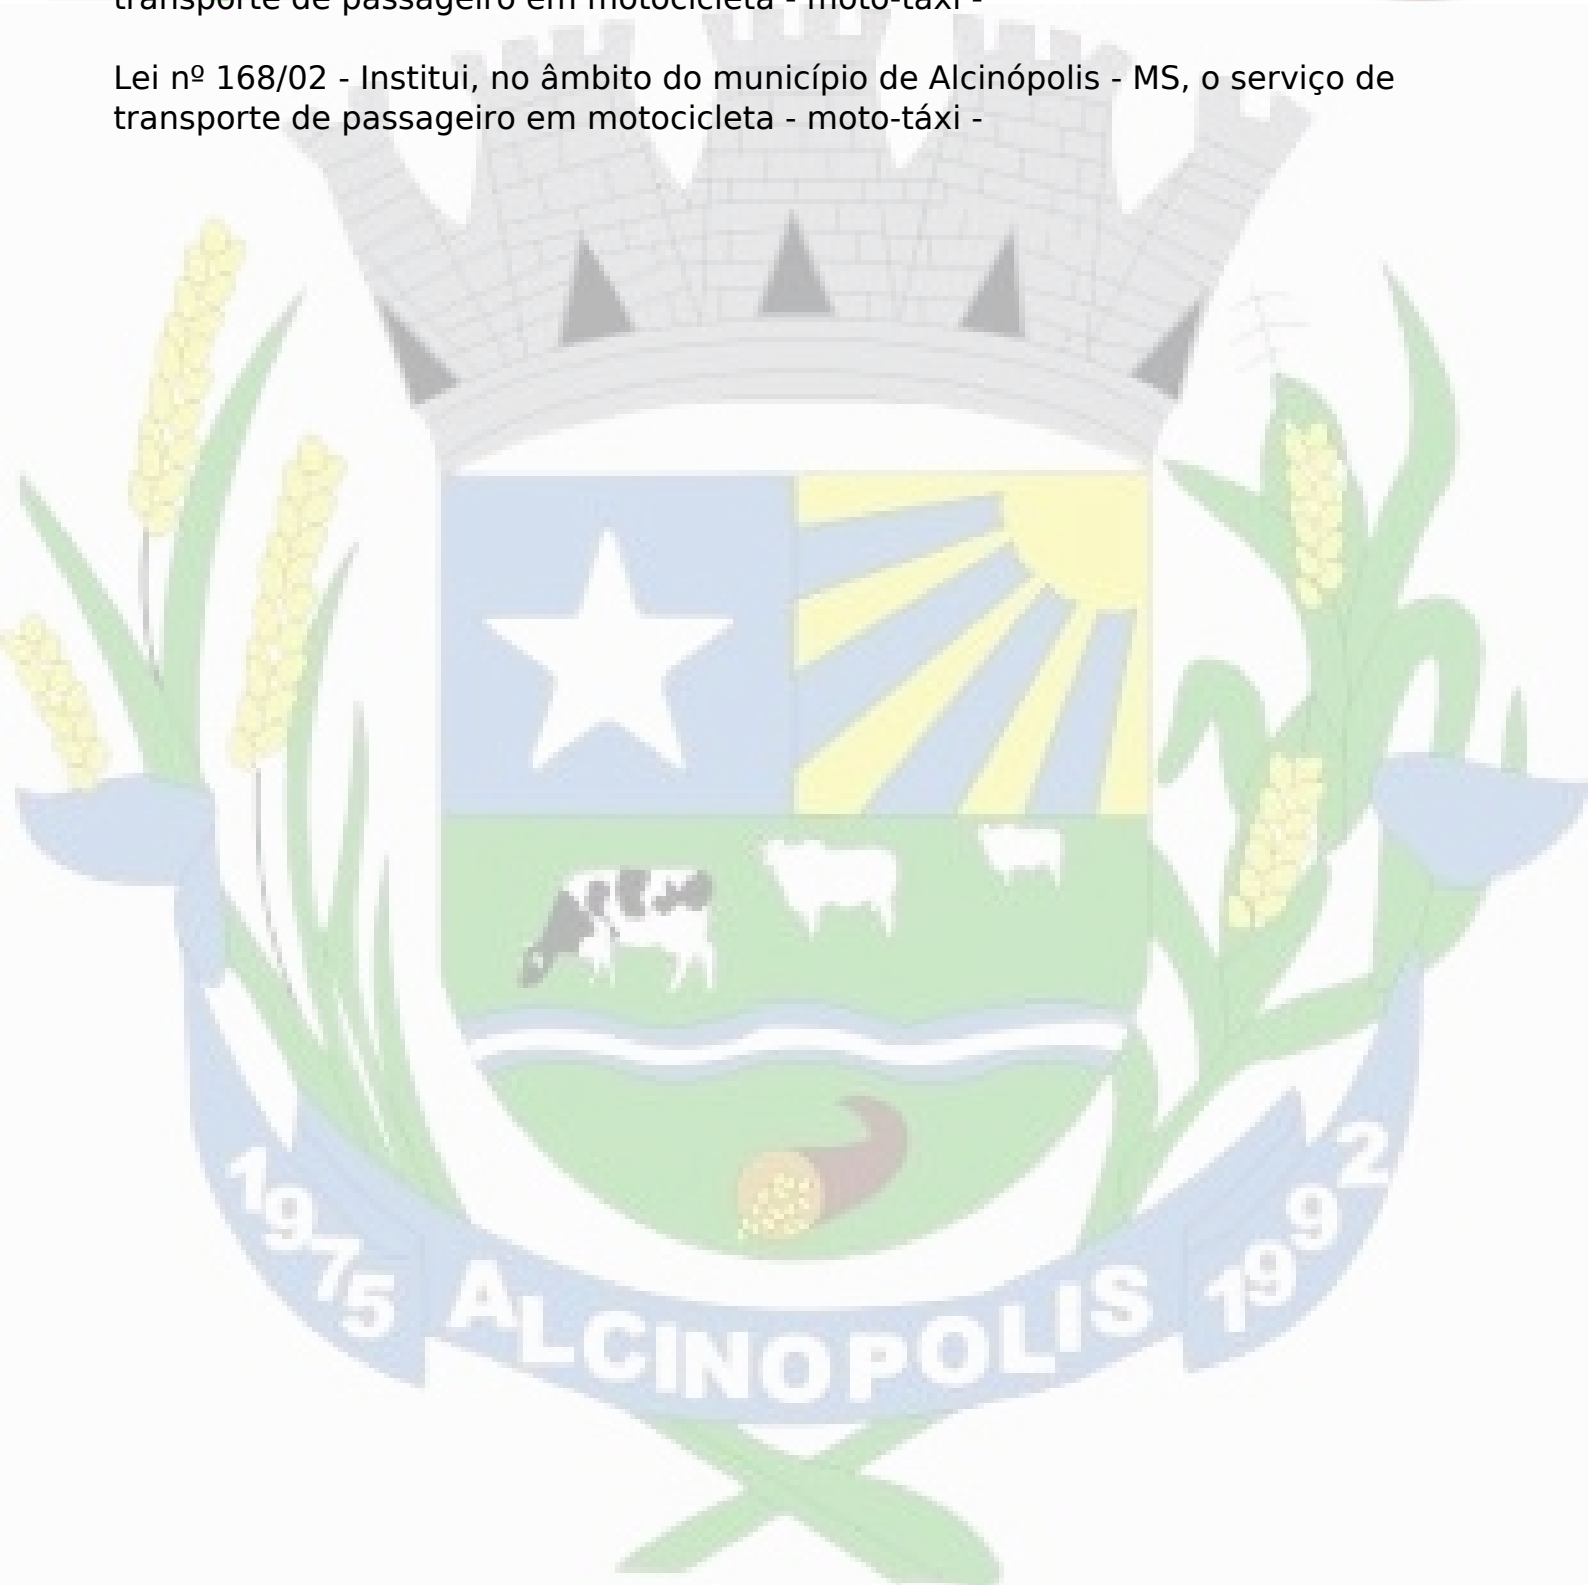 transporte de passageiro em motocicleta - moto-táxi -
Lei nº 168/02 - Institui, no âmbito do município de Alcinópolis - MS, o serviço de
transporte de passageiro em motocicleta - moto-táxi -
1975
ALCINOPOLIS
1992